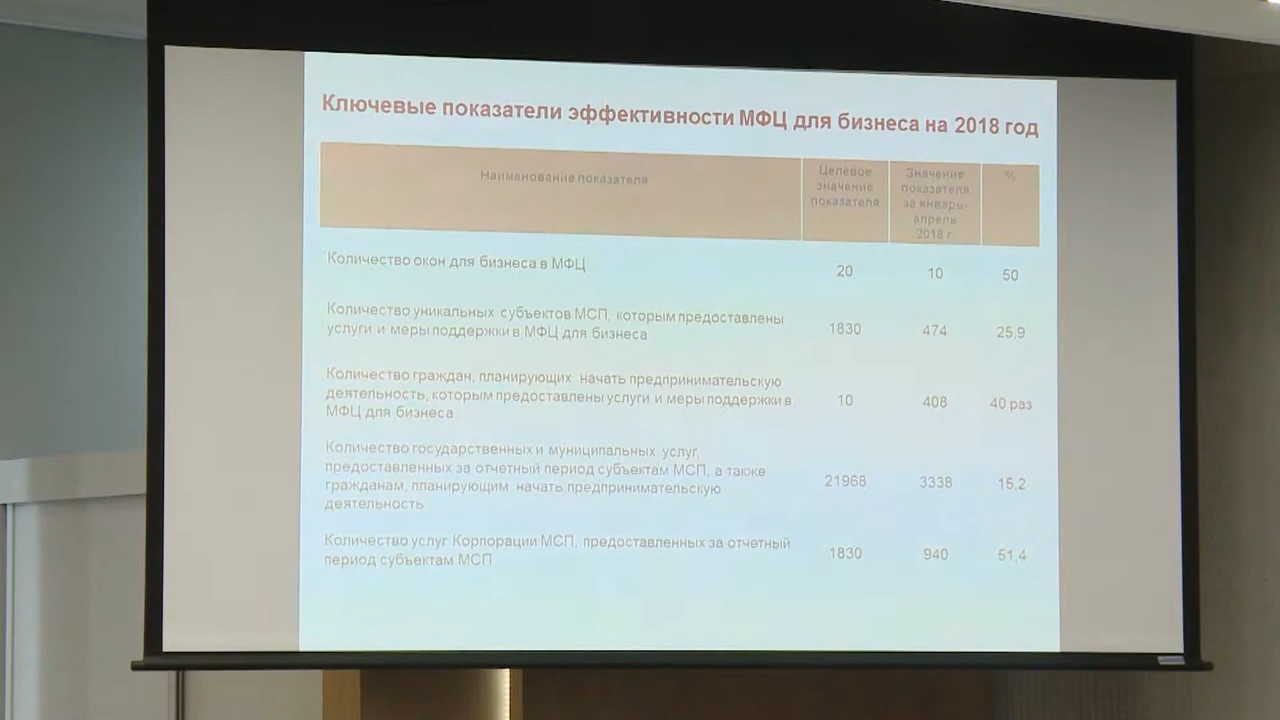 Ключевые показатели эффективности МФЦ для бизнеса на 2018 год
Наименование показателя
Целевое
значение
показателя
Значение
показателя
за январь-
апрель
2018 г.
%
Количество окон для бизнеса в МФЦ
20
10
50
Количество уникальных субъектов МСП, которым предоставлены
услуги и меры поддержки в МФЦ для бизнеса
1830
474
25,9
Количество граждан, планирующих начать предпринимательскую
деятельность, которым предоставлены услуги и меры поддержки в
МФЦ для бизнеса
10
408
40 раз
Количество государственных и муниципальных услуг,
предоставленных за отчетный период субъектам МСП, а также
гражданам, планирующим начать предпринимательскую
деятельность
21968
3338
15,2
Количество услуг Корпорации МСП, предоставленных за отчетный
период субъектам МСП
1830
940
51,4